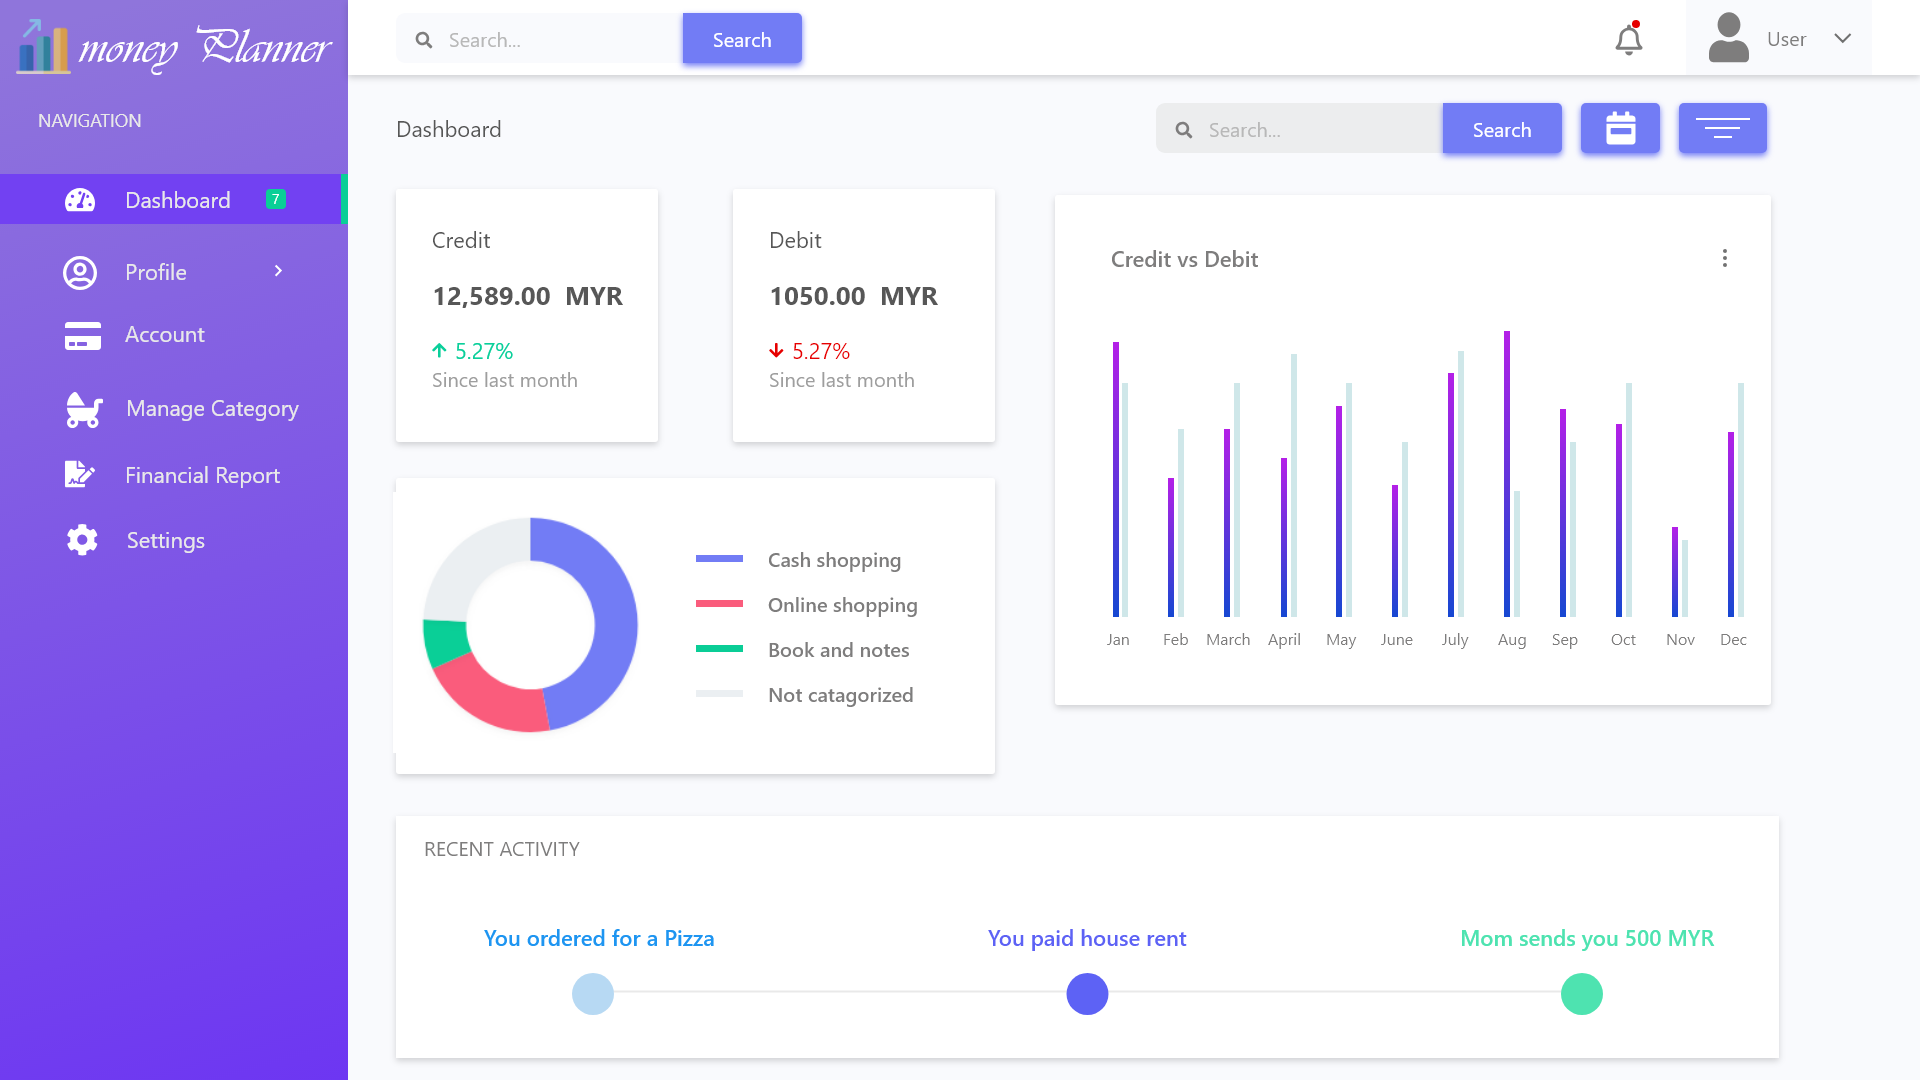 money Planner
Search...
Search
User
NAVIGATION
Dashboard 7
Profile
Account
Manage Category
Financial Report
Settings
Dashboard
Search...
Search
Credit
12,589.00 MYR
5.27%
Since last month
Debit
1050.00 MYR
5.27%
Since last month
Credit vs Debit
Jan Feb March April May June July Aug Sep Oct Nov Dec
Cash shopping
Online shopping
Book and notes
Not catagorized
RECENT ACTIVITY
You ordered for a Pizza
You paid house rent
Mom sends you 500 MYR